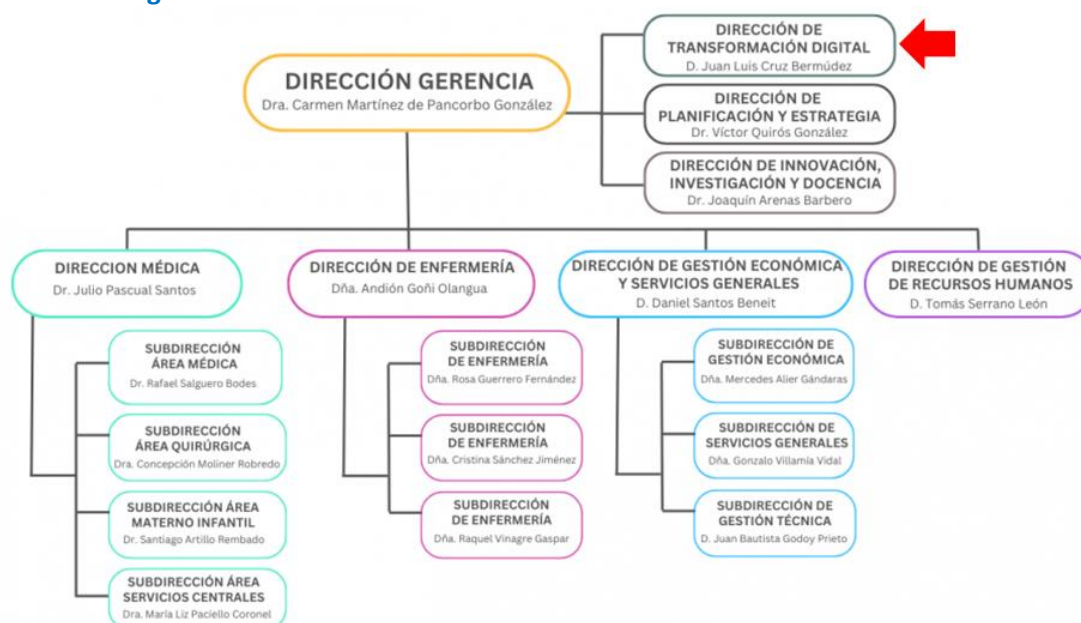 DIRECCIÓN DE
TRANSFORMACIÓN DIGITAL
D. Juan Luis Cruz Bermúdez
DIRECCIÓN GERENCIA
Dra. Carmen Martínez de Pancorbo González
DIRECCIÓN DE
PLANIFICACIÓN Y ESTRATEGIA
Dr. Víctor Quirós González
DIRECCIÓN DE INNOVACIÓN,
INVESTIGACIÓN Y DOCENCIA
Dr. Joaquín Arenas Barbero
DIRECCION MÉDICA
Dr. Julio Pascual Santos
DIRECCIÓN DE ENFERMERÍA
Dña. Andión Goñi Olangua
DIRECCIÓN DE GESTIÓN ECONÓMICA
Y SERVICIOS GENERALES
D. Daniel Santos Beneit
DIRECCIÓN DE GESTIÓN
DE RECURSOS HUMANOS
D. Tomás Serrano León
SUBDIRECCIÓN
ÁREA MÉDICA
Dr. Rafael Salguero Bodes
SUBDIRECCIÓN
ÁREA QUIRÚRGICA
Dra. Concepción Moliner Robredo
SUBDIRECCIÓN ÁREA
MATERNO INFANTIL
Dr. Santiago Artillo Rembado
SUBDIRECCIÓN ÁREA
SERVICIOS CENTRALES
Dra. María Liz Paciello Coronel
SUBDIRECCIÓN
DE ENFERMERÍA
Dña. Rosa Guerrero Fernández
SUBDIRECCIÓN
DE ENFERMERÍA
Dña. Cristina Sánchez Jiménez
SUBDIRECCIÓN
DE ENFERMERÍA
Dña. Raquel Vinagre Gaspar
SUBDIRECCIÓN DE
GESTIÓN ECONÓMICA
Dña. Mercedes Alier Gándaras
SUBDIRECCIÓN DE
SERVICIOS GENERALES
Dña. Gonzalo Villamía Vidal
SUBDIRECCIÓN DE
GESTIÓN TÉCNICA
D. Juan Bautista Godoy Prieto